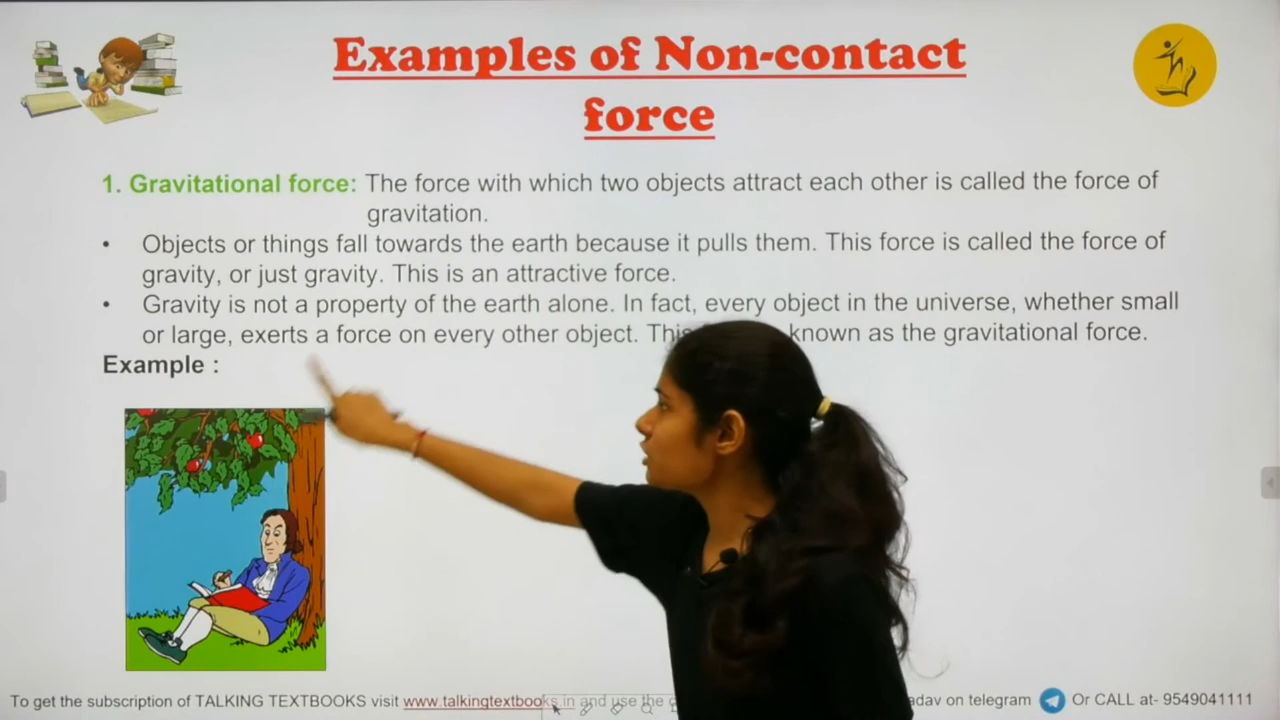 Examples of Non-contact
force
1. Gravitational force: The force with which two objects attract each other is called the force of
gravitation.
• Objects or things fall towards the earth because it pulls them. This force is called the force of
gravity, or just gravity. This is an attractive force.
• Gravity is not a property of the earth alone. In fact, every object in the universe, whether small
or large, exerts a force on every other object. known as the gravitational force.
Example :
To get the subscription of TALKING TEXTBOOKS visit www.talkingtextbooks.in and use the on telegram Or CALL at- 9549041111